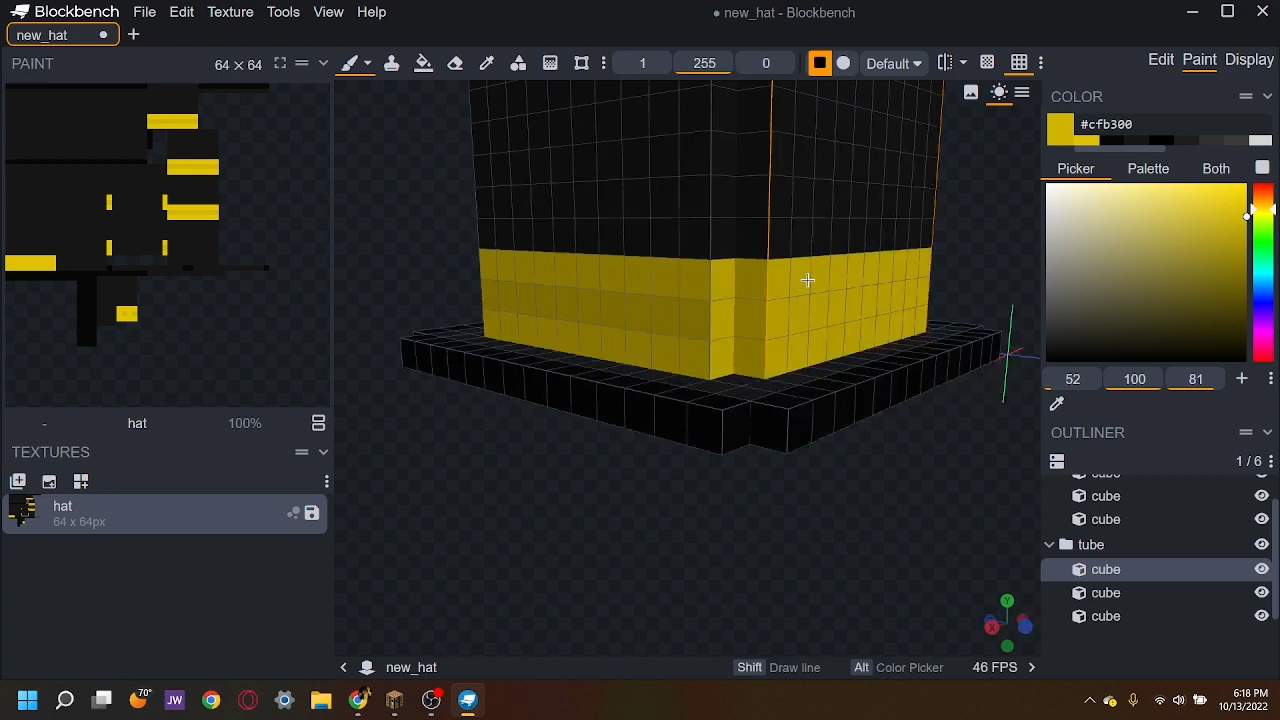 Blockbench File Edit Texture Tools View Help new_hat - Blockbench
new_hat
PAINT 64 × 64 1 255 0 Default Edit Paint Display
COLOR
#cfb300
Picker Palette Both
52 100 81
- hat 100%
OUTLINER
TEXTURES
1 / 6
cube
hat
64 x 64px
cube
tube
cube
cube
cube
Y
X
new_hat Shift Draw line Alt Color Picker 46 FPS
70° JW 6:18 PM
10/13/2022